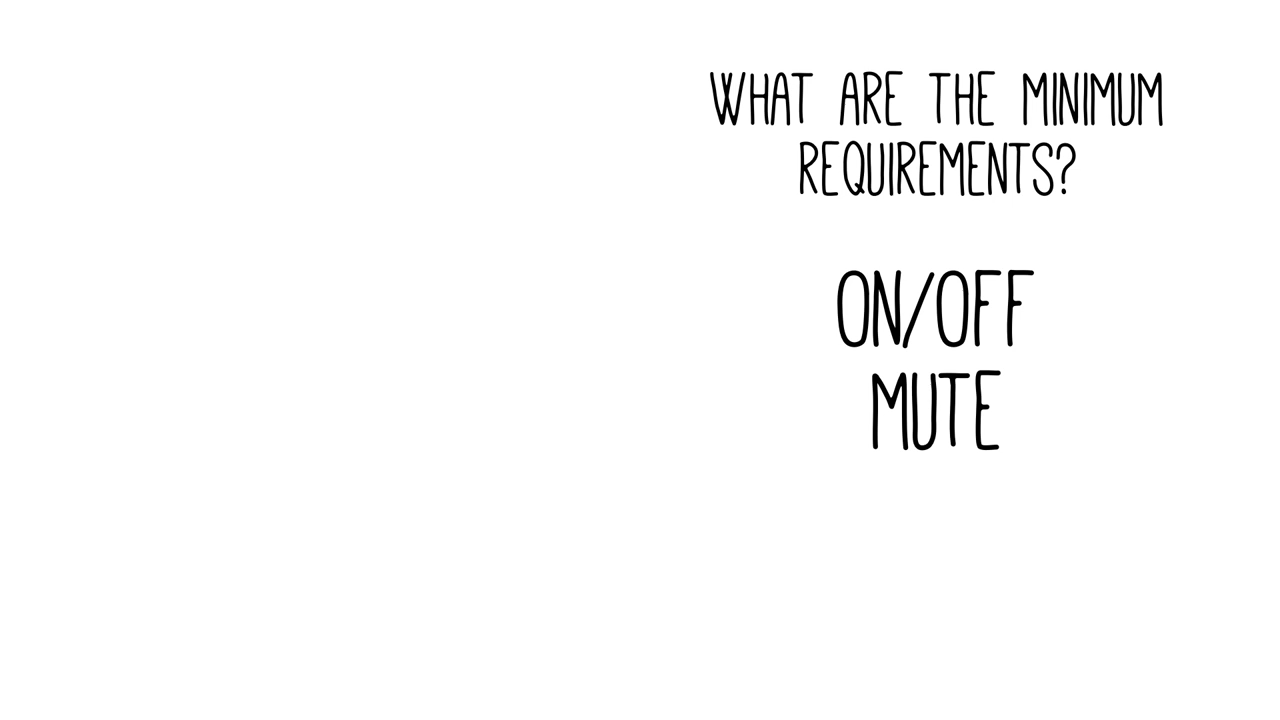 WHAT ARE THE MINIMUM
REQUIREMENTS?
ON/OFF
MUTE